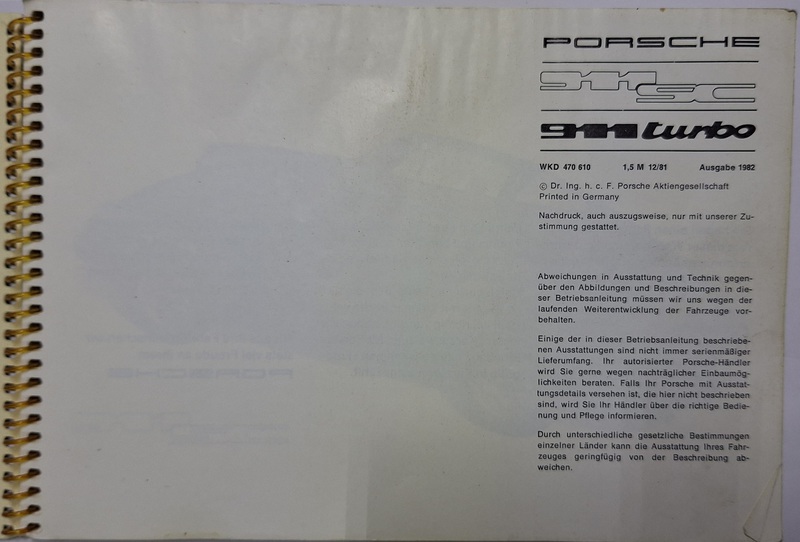 PORSCHE
911 SC
911 turbo
WKD 470 610 1,5 M 12/81 Ausgabe 1982
© Dr. Ing. h. c. F. Porsche Aktiengesellschaft
Printed in Germany
Nachdruck, auch auszugsweise, nur mit unserer Zu-
stimmung gestattet.
Abweichungen in Ausstattung und Technik gegen-
über den Abbildungen und Beschreibungen in die-
ser Betriebsanleitung müssen wir uns wegen der
laufenden Weiterentwicklung der Fahrzeuge vor-
behalten.
Einige der in dieser Betriebsanleitung beschriebe-
nen Ausstattungen sind nicht immer serienmäßiger
Lieferumfang. Ihr autorisierter Porsche-Händler
wird Sie gerne wegen nachträglicher Einbaumög-
lichkeiten beraten. Falls Ihr Porsche mit Ausstat-
tungsdetails versehen ist, die hier nicht beschrieben
sind, wird Sie Ihr Händler über die richtige Bedie-
nung und Pflege informieren.
Durch unterschiedliche gesetzliche Bestimmungen
einzelner Länder kann die Ausstattung Ihres Fahr-
zeuges geringfügig von der Beschreibung ab-
weichen.